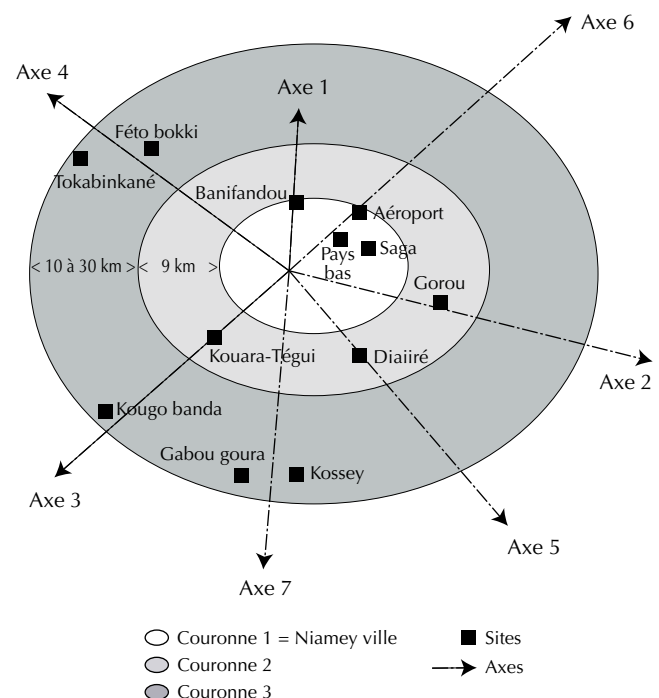 Axe 6
Axe 4
Axe 1
Féto bokki
Tokabinkané
Banifandou
Aéroport
Pays
bas
Saga
< 10 à 30 km >< 9 km >
Gorou
Kouara-Tégui
Diaiiré
Axe 2
Kougo banda
Gabou goura
Kossey
Axe 3
Axe 5
Axe 7
Couronne 1 = Niamey ville
Sites
Couronne 2
Axes
Couronne 3